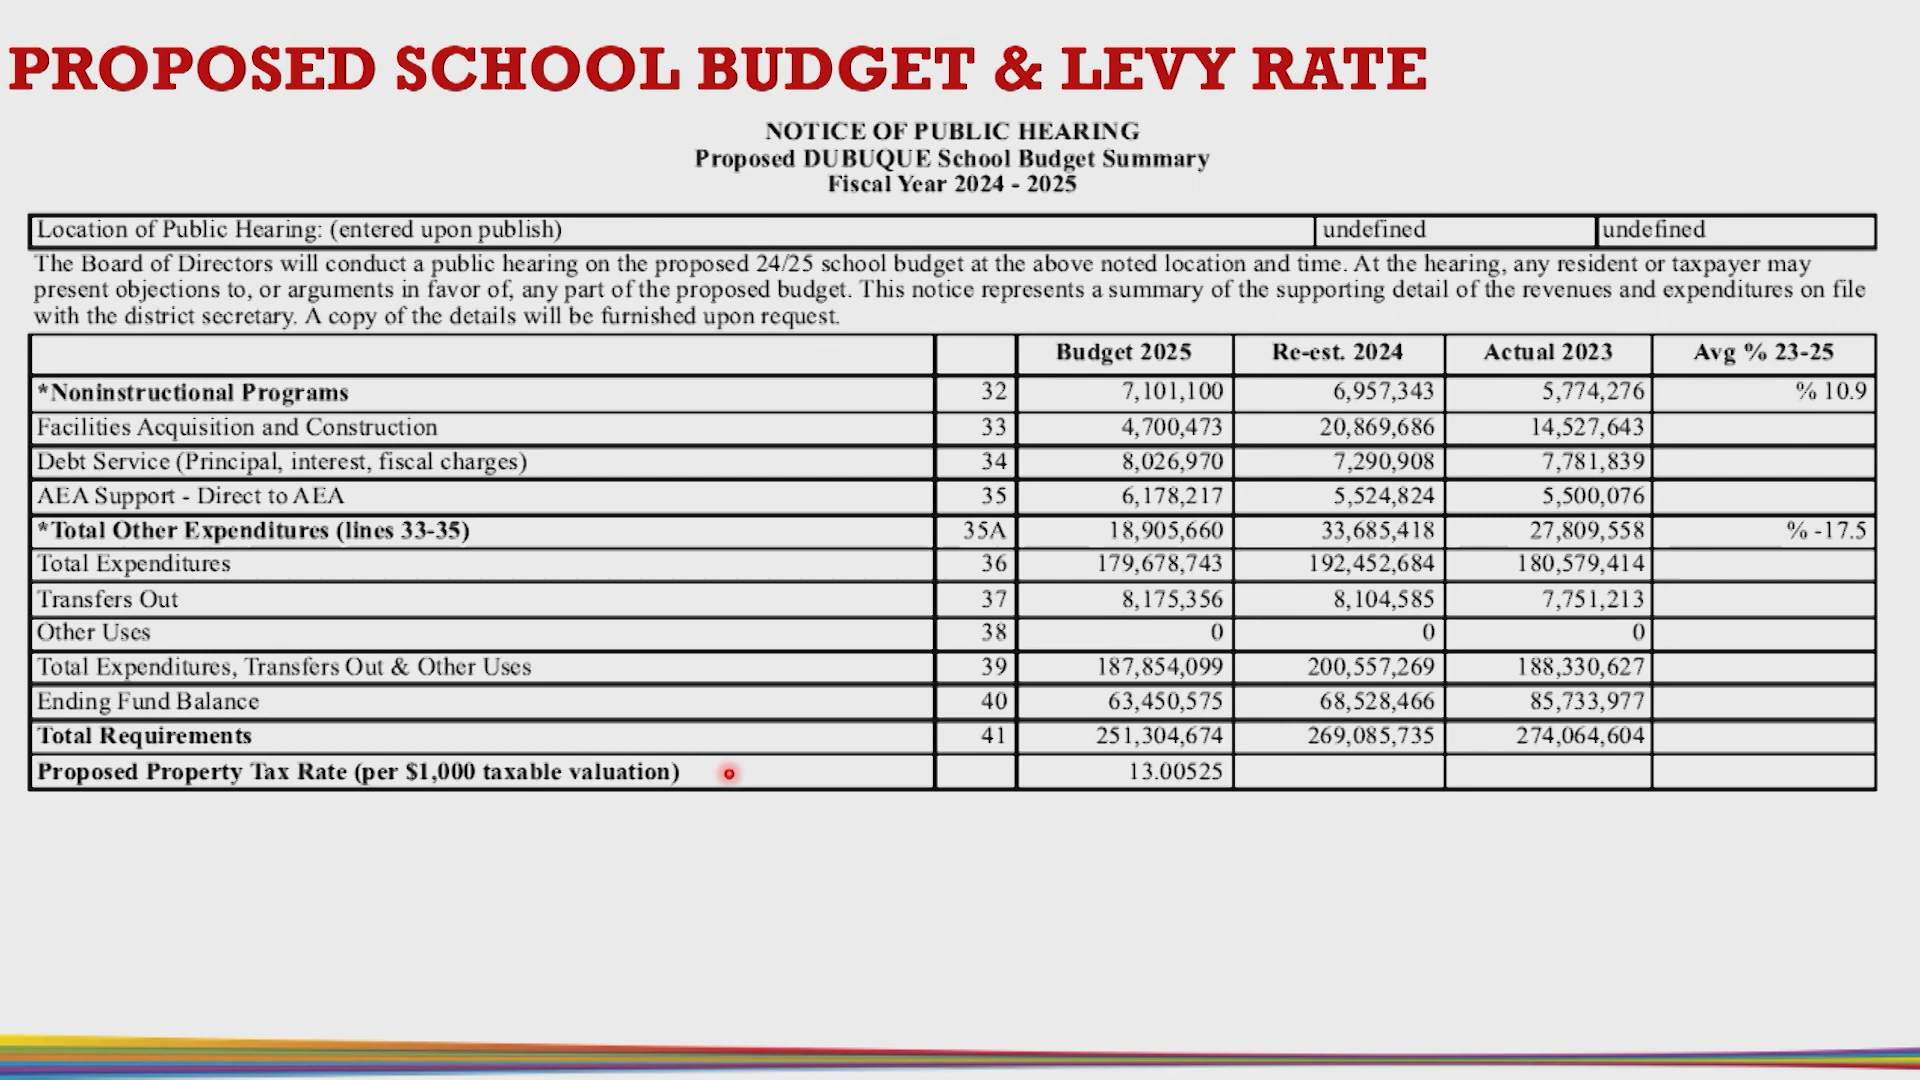 PROPOSED SCHOOL BUDGET & LEVY RATE
NOTICE OF PUBLIC HEARING
Proposed DUBUQUE School Budget Summary
Fiscal Year 2024 - 2025
Location of Public Hearing: (entered upon publish) undefined undefined
The Board of Directors will conduct a public hearing on the proposed 24/25 school budget at the above noted location and time. At the hearing, any resident or taxpayer may
present objections to, or arguments in favor of, any part of the proposed budget. This notice represents a summary of the supporting detail of the revenues and expenditures on file
with the district secretary. A copy of the details will be furnished upon request.
Budget 2025 Re-est. 2024 Actual 2023 Avg % 23-25
*Noninstructional Programs 32 7,101,100 6,957,343 5,774,276 % 10.9
Facilities Acquisition and Construction 33 4,700,473 20,869,686 14,527,643
Debt Service (Principal, interest, fiscal charges) 34 8,026,970 7,290,908 7,781,839
AEA Support - Direct to AEA 35 6,178,217 5,524,824 5,500,076
*Total Other Expenditures (lines 33-35) 35A 18,905,660 33,685,418 27,809,558 % -17.5
Total Expenditures 36 179,678,743 192,452,684 180,579,414
Transfers Out 37 8,175,356 8,104,585 7,751,213
Other Uses 38 0 0 0
Total Expenditures, Transfers Out & Other Uses 39 187,854,099 200,557,269 188,330,627
Ending Fund Balance 40 63,450,575 68,528,466 85,733,977
Total Requirements 41 251,304,674 269,085,735 274,064,604
Proposed Property Tax Rate (per $1,000 taxable valuation) 13.00525